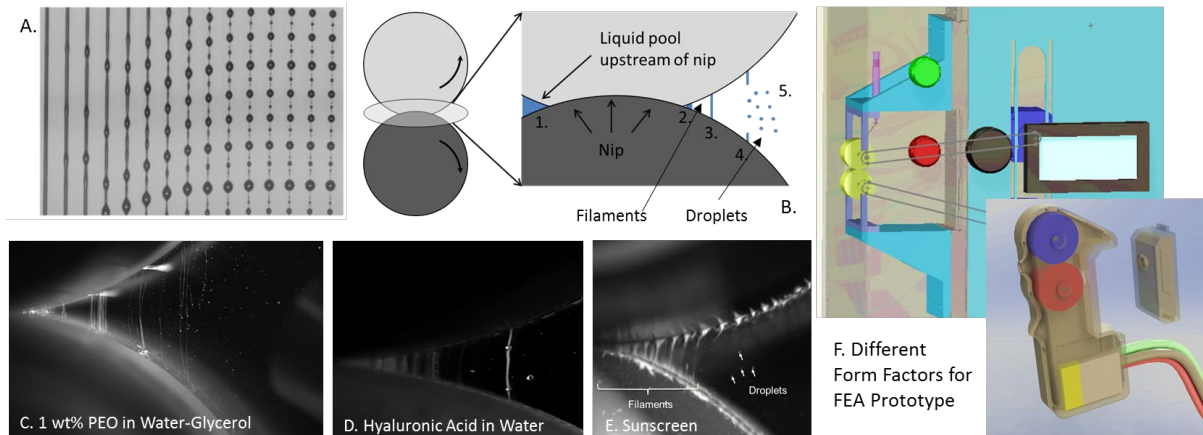 A.
Liquid pool
upstream of nip
1.
2.
3.
4.
5.
Nip
Filaments
Droplets
B.
C. 1 wt% PEO in Water-Glycerol
D. Hyaluronic Acid in Water
Filaments
Droplets
E. Sunscreen
F. Different
Form Factors for
FEA Prototype